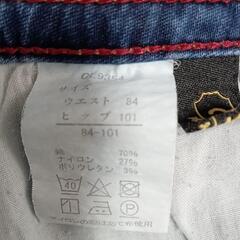 サイズ
ウエスト 84
ヒップ 101
84-101
綿 70%
ナイロン 27%
ポリウレタン 3%
40